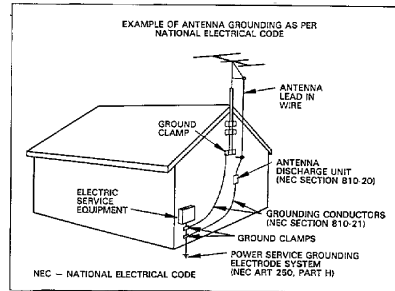 EXAMPLE OF ANTENNA GROUNDING AS PER
NATIONAL ELECTRICAL CODE
ANTENNA
LEAD IN
WIRE
GROUND
CLAMP
ANTENNA
DISCHARGE UNIT
(NEC SECTION 810-20)
ELECTRIC
SERVICE
EQUIPMENT
GROUNDING CONDUCTORS
(NEC SECTION 810-21)
GROUND CLAMPS
POWER SERVICE GROUNDING
ELECTRODE SYSTEM
(NEC ART 250, PART H)
NEC – NATIONAL ELECTRICAL CODE